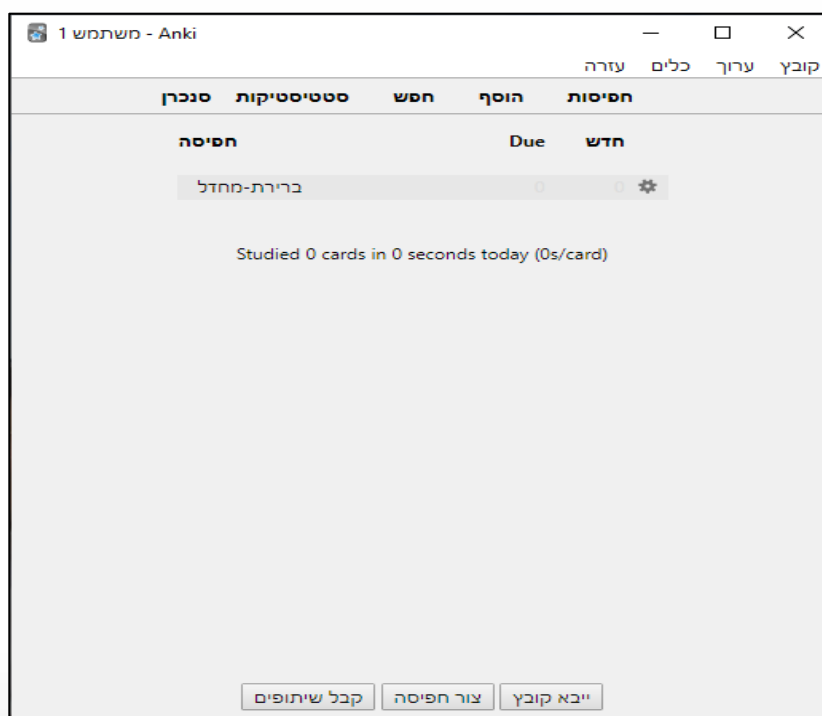 משתמש 1 - Anki
קובץ ערוך כלים עזרה
חפיסות הוסף חפש סטטיסטיקות סנכרן
חפיסה Due חדש
ברירת-מחדל 0 0
Studied 0 cards in 0 seconds today (0s/card)
ייבא קובץ צור חפיסה קבל שיתופים